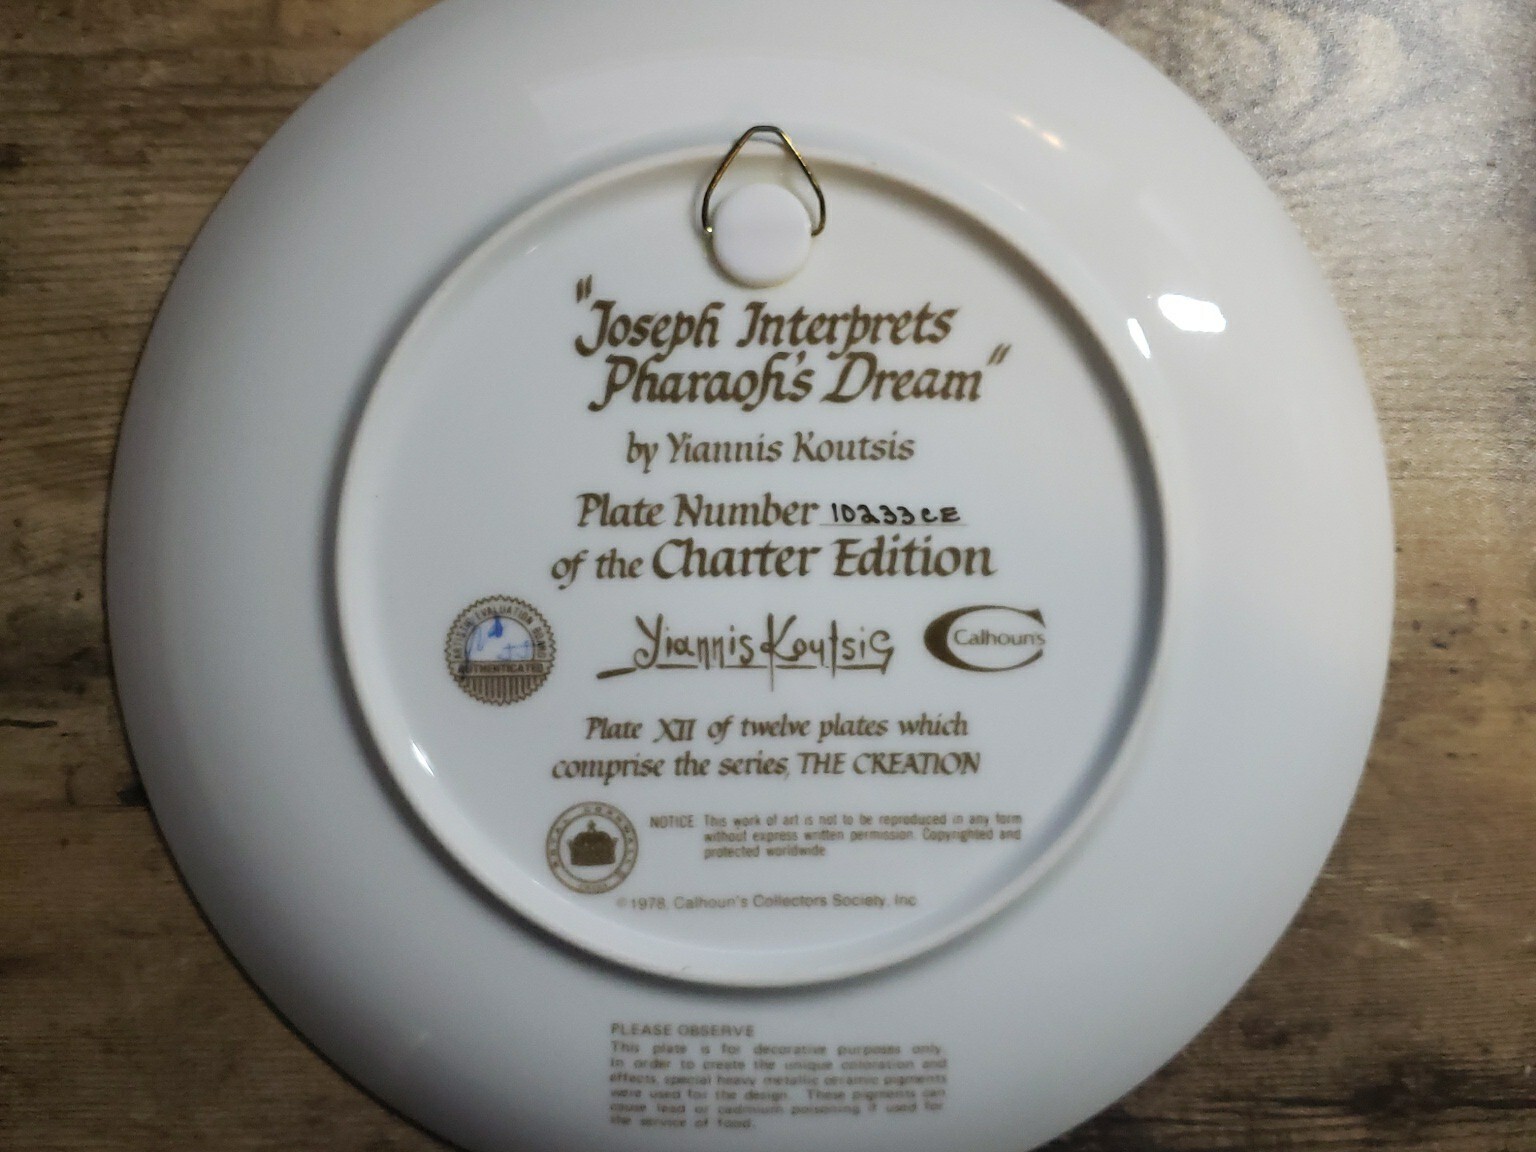 "Joseph Interprets
Pharaoh's Dream"
by Yiannis Koutsis
Plate Number 10233CE
of the Charter Edition
EVALUATION
AUTHENTICATED
Yiannis Koutsis
Calhoun's
Plate XII of twelve plates which
comprise the series, THE CREATION
NOTICE This work of art is not to be reproduced in any form
without express written permission. Copyrighted and
protected worldwide
ROYAL CORNWALL
©1978, Calhoun's Collectors Society, Inc
PLEASE OBSERVE
This plate is for decorative purposes only.
In order to create the unique coloration and
effects, special heavy metallic ceramic pigments
were used for the design. These pigments can
cause lead or cadmium poisoning if used for
the service of food.